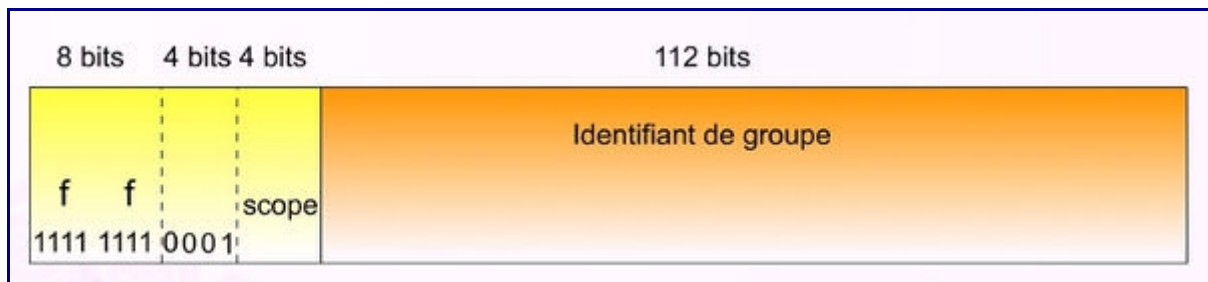 8 bits 4 bits 4 bits 112 bits
Identifiant de groupe
f f
scope
1111 1111 0001